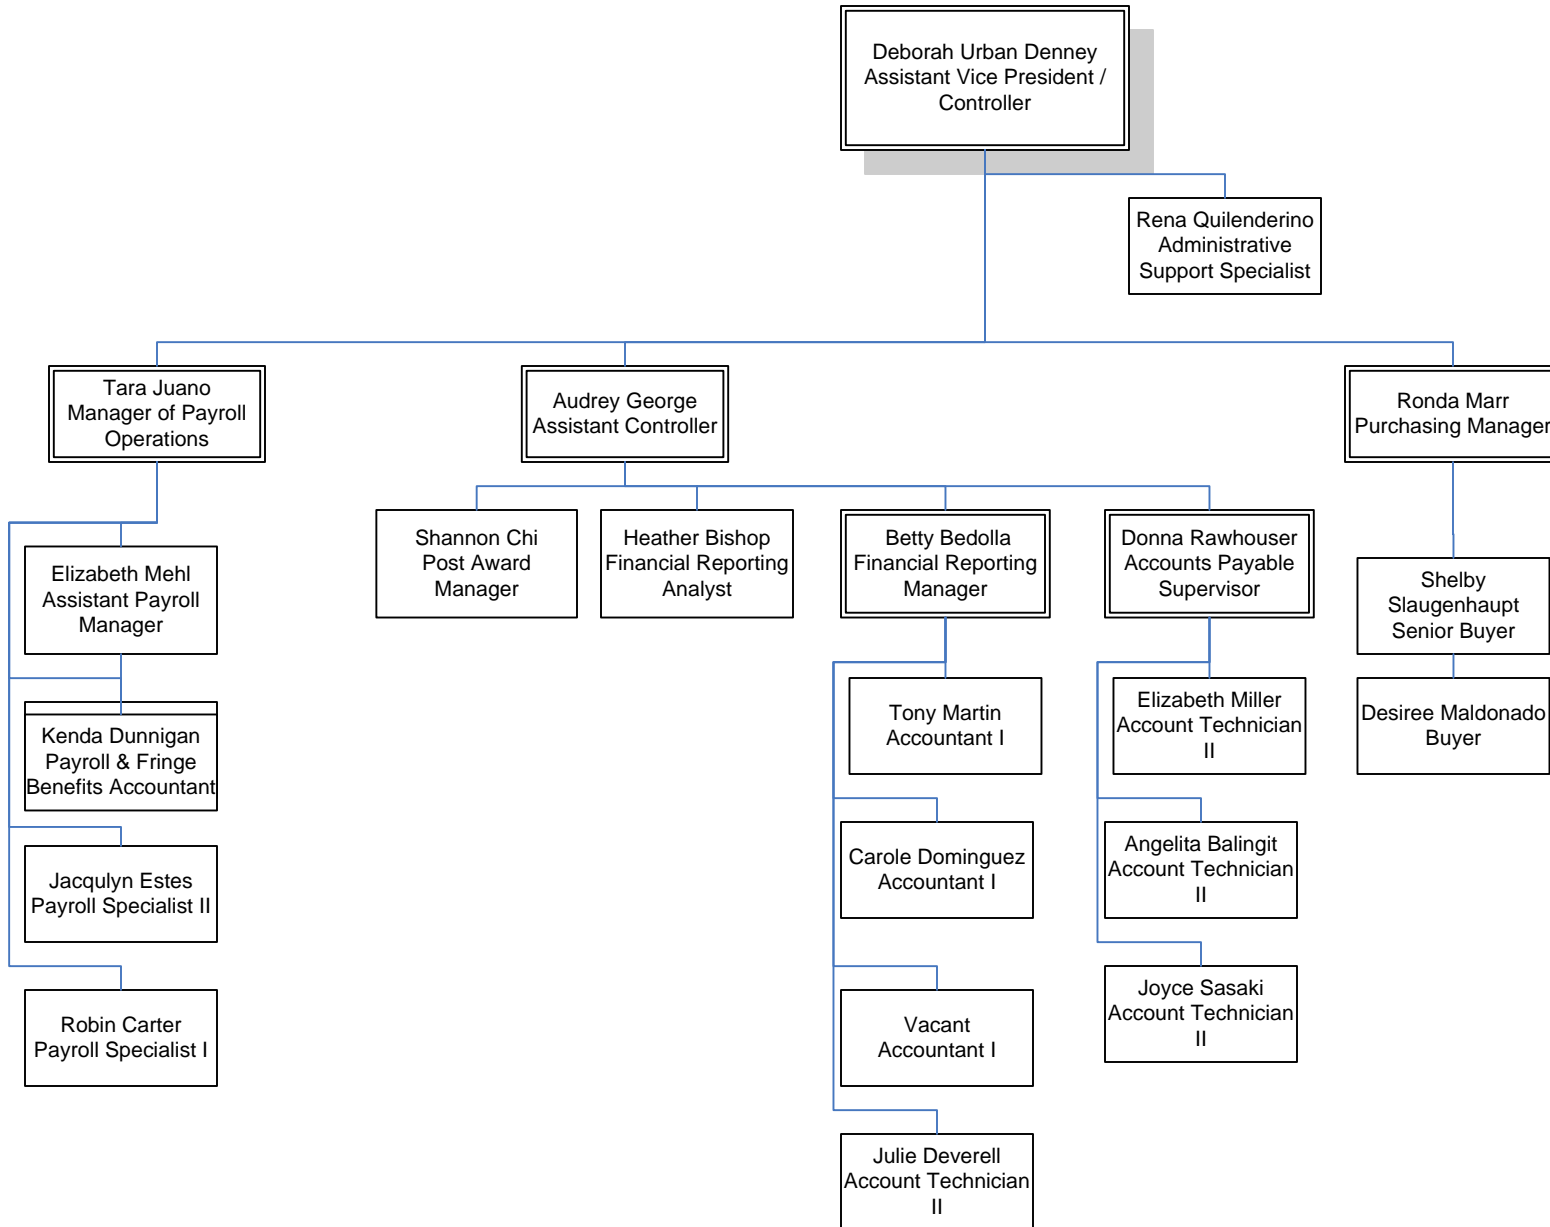 Deborah Urban Denney
Assistant Vice President /
Controller
Rena Quilenderino
Administrative
Support Specialist
Tara Juano
Manager of Payroll
Operations
Audrey George
Assistant Controller
Ronda Marr
Purchasing Manager
Shannon Chi
Post Award
Manager
Heather Bishop
Financial Reporting
Analyst
Betty Bedolla
Financial Reporting
Manager
Donna Rawhouser
Accounts Payable
Supervisor
Elizabeth Mehl
Assistant Payroll
Manager
Shelby
Slaugenhaupt
Senior Buyer
Kenda Dunnigan
Payroll & Fringe
Benefits Accountant
Tony Martin
Accountant I
Elizabeth Miller
Account Technician
II
Desiree Maldonado
Buyer
Jacqulyn Estes
Payroll Specialist II
Carole Dominguez
Accountant I
Angelita Balingit
Account Technician
II
Robin Carter
Payroll Specialist I
Vacant
Accountant I
Joyce Sasaki
Account Technician
II
Julie Deverell
Account Technician
II